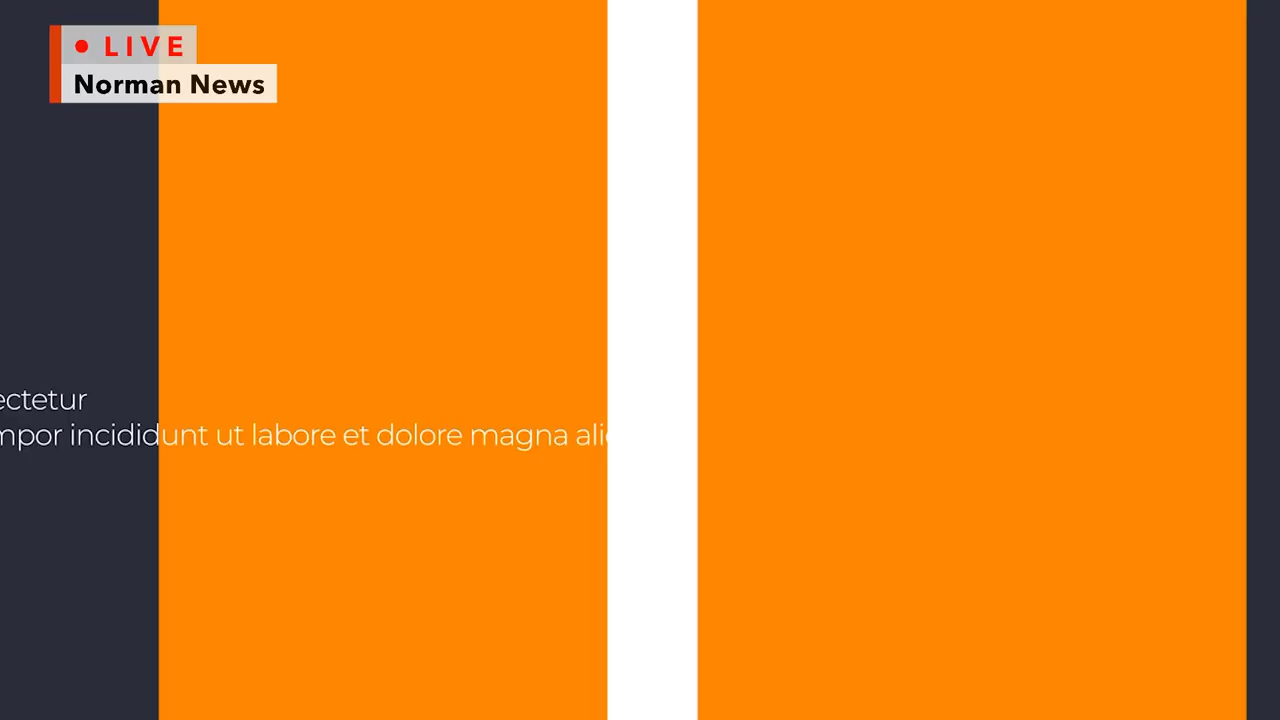 LIVE
Norman News
ectetur
mpor incididunt ut labore et dolore magna ali